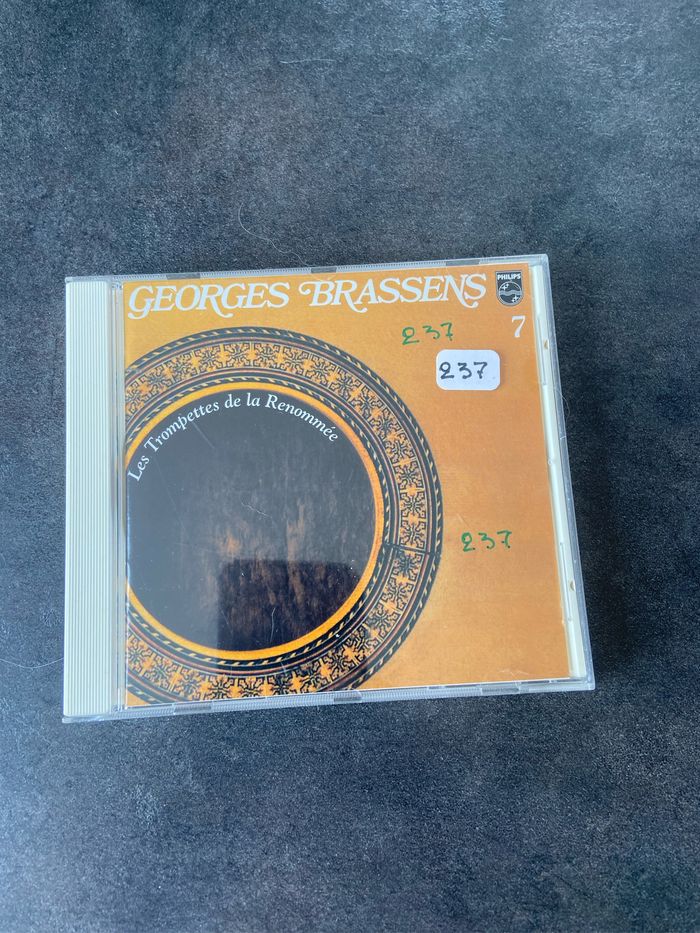 GEORGES BRASSENS
PHILIPS
7
237
237
Les Trompettes de la Renommée
237